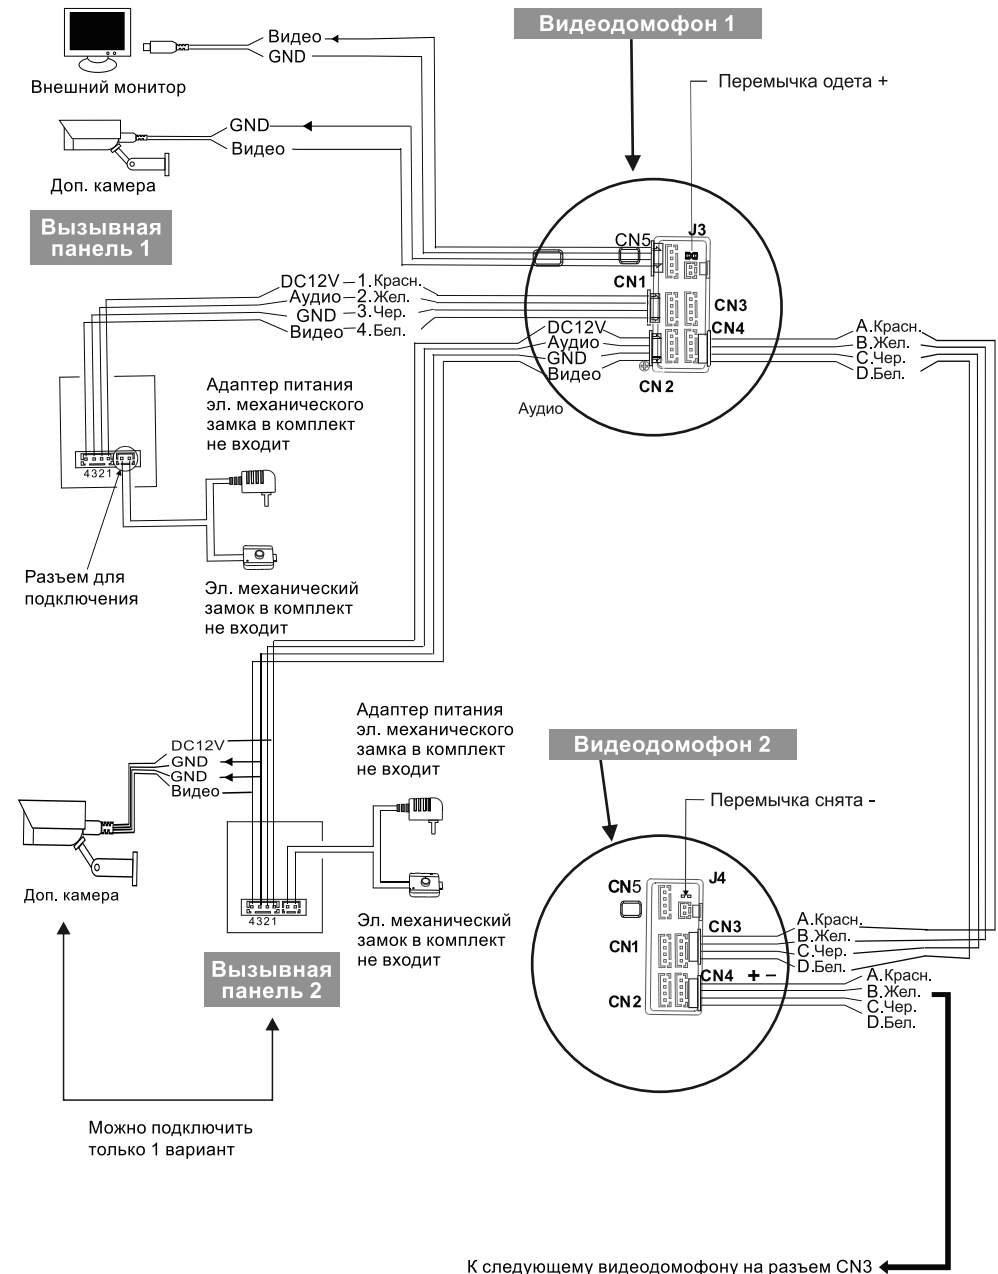 Видеодомофон 1
Видео
GND
Внешний монитор
Перемычка одета +
GND
Видео
Доп. камера
Вызывная
панель 1
J3
CN5
CN1
DC12V 1.Красн.
Аудио 2.Жел.
GND 3.Чер.
Видео 4.Бел.
CN3
CN4
DC12V
Аудио
GND
Видео
CN 2
Аудио
A.Красн.
B.Жел.
C.Чер.
D.Бел.
Адаптер питания
эл. механического
замка в комплект
не входит
4321
Разъем для
подключения
Эл. механический
замок в комплект
не входит
Адаптер питания
эл. механического
замка в комплект
не входит
Видеодомофон 2
DC12V
GND
GND
Видео
Перемычка снята -
Доп. камера
4321
Эл. механический
замок в комплект
не входит
J4
CN5
CN3
CN1
CN4 + −
CN2
A.Красн.
B.Жел.
C.Чер.
D.Бел.
A.Красн.
B.Жел.
C.Чер.
D.Бел.
Вызывная
панель 2
Можно подключить
только 1 вариант
К следующему видеодомофону на разъем CN3